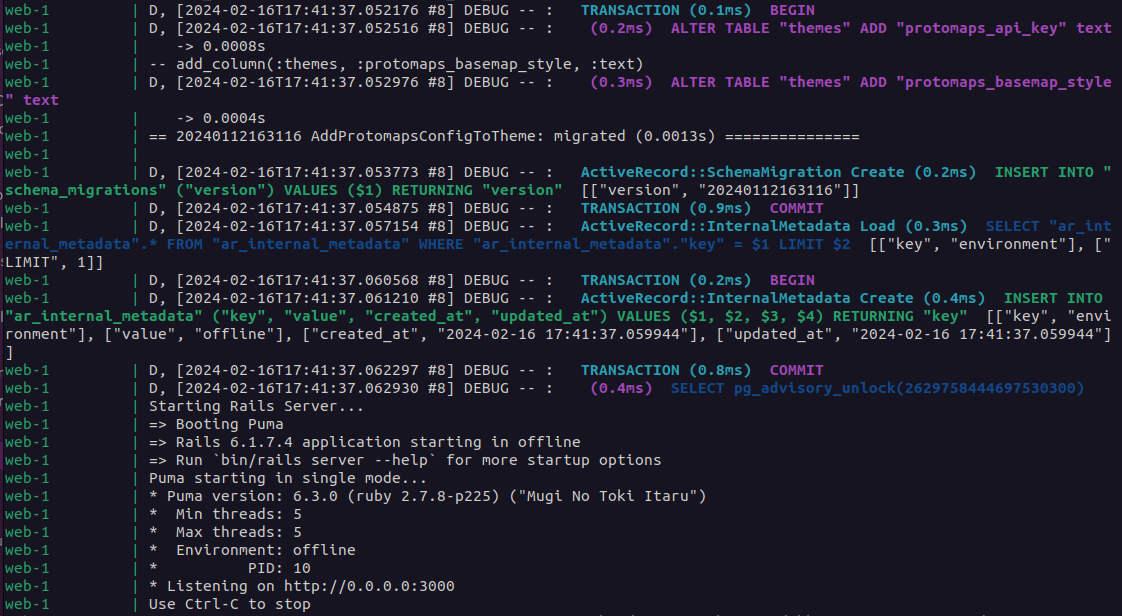 web-1 | D, [2024-02-16T17:41:37.052176 #8] DEBUG -- : TRANSACTION (0.1ms) BEGIN
web-1 | D, [2024-02-16T17:41:37.052516 #8] DEBUG -- : (0.2ms) ALTER TABLE "themes" ADD "protomaps_api_key" text
web-1 | -> 0.0008s
web-1 | -- add_column(:themes, :protomaps_basemap_style, :text)
web-1 | D, [2024-02-16T17:41:37.052976 #8] DEBUG -- : (0.3ms) ALTER TABLE "themes" ADD "protomaps_basemap_style
" text
web-1 | -> 0.0004s
web-1 | == 20240112163116 AddProtomapsConfigToTheme: migrated (0.0013s) ===============
web-1 |
web-1 | D, [2024-02-16T17:41:37.053773 #8] DEBUG -- : ActiveRecord::SchemaMigration Create (0.2ms) INSERT INTO "
schema_migrations" ("version") VALUES ($1) RETURNING "version" [["version", "20240112163116"]]
web-1 | D, [2024-02-16T17:41:37.054875 #8] DEBUG -- : TRANSACTION (0.9ms) COMMIT
web-1 | D, [2024-02-16T17:41:37.057154 #8] DEBUG -- : ActiveRecord::InternalMetadata Load (0.3ms) SELECT "ar_int
ernal_metadata".* FROM "ar_internal_metadata" WHERE "ar_internal_metadata"."key" = $1 LIMIT $2 [["key", "environment"], ["
LIMIT", 1]]
web-1 | D, [2024-02-16T17:41:37.060568 #8] DEBUG -- : TRANSACTION (0.2ms) BEGIN
web-1 | D, [2024-02-16T17:41:37.061210 #8] DEBUG -- : ActiveRecord::InternalMetadata Create (0.4ms) INSERT INTO
"ar_internal_metadata" ("key", "value", "created_at", "updated_at") VALUES ($1, $2, $3, $4) RETURNING "key" [["key", "envi
ronment"], ["value", "offline"], ["created_at", "2024-02-16 17:41:37.059944"], ["updated_at", "2024-02-16 17:41:37.059944"]
]
web-1 | D, [2024-02-16T17:41:37.062297 #8] DEBUG -- : TRANSACTION (0.8ms) COMMIT
web-1 | D, [2024-02-16T17:41:37.062930 #8] DEBUG -- : (0.4ms) SELECT pg_advisory_unlock(2629758444697530300)
web-1 | Starting Rails Server...
web-1 | => Booting Puma
web-1 | => Rails 6.1.7.4 application starting in offline
web-1 | => Run `bin/rails server --help` for more startup options
web-1 | Puma starting in single mode...
web-1 | * Puma version: 6.3.0 (ruby 2.7.8-p225) ("Mugi No Toki Itaru")
web-1 | * Min threads: 5
web-1 | * Max threads: 5
web-1 | * Environment: offline
web-1 | * PID: 10
web-1 | * Listening on http://0.0.0.0:3000
web-1 | Use Ctrl-C to stop